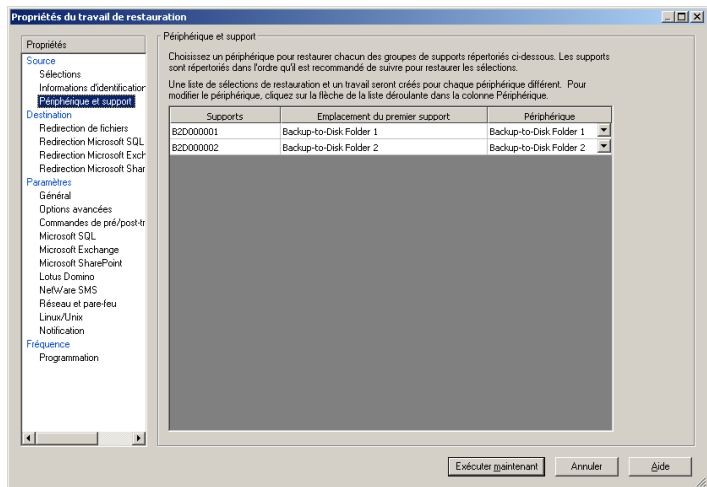 Propriétés du travail de restauration
Propriétés
Source
Sélections
Informations d'identification
Périphérique et support
Destination
Redirection de fichiers
Redirection Microsoft SQL
Redirection Microsoft Exch
Redirection Microsoft Shar
Paramètres
Général
Options avancées
Commandes de pré/post-tr
Microsoft SQL
Microsoft Exchange
Microsoft SharePoint
Lotus Domino
NetWare SMS
Réseau et pare-feu
Linux/Unix
Notification
Fréquence
Programmation
Périphérique et support
Choisissez un périphérique pour restaurer chacun des groupes de supports répertoriés ci-dessous. Les supports
sont répertoriés dans l'ordre qu'il est recommandé de suivre pour restaurer les sélections.
Une liste de sélections de restauration et un travail seront créés pour chaque périphérique différent. Pour
modifier le périphérique, cliquez sur la flèche de la liste déroulante dans la colonne Périphérique.
Supports Emplacement du premier support Périphérique
B2D000001 Backup-to-Disk Folder 1 Backup-to-Disk Folder 1
B2D000002 Backup-to-Disk Folder 2 Backup-to-Disk Folder 2
Exécuter maintenant Annuler Aide